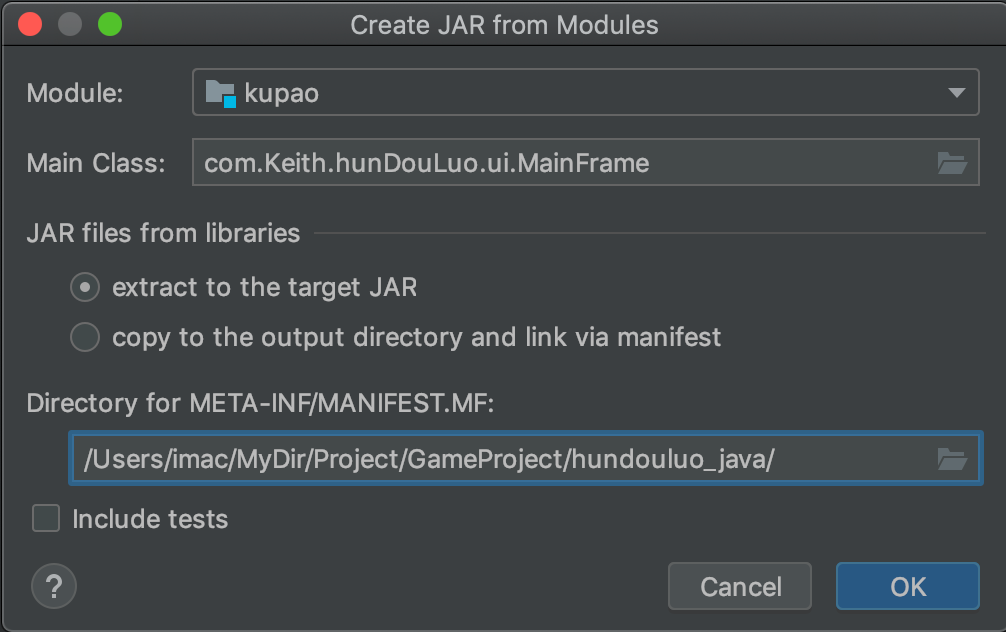 Create JAR from Modules
Module: kupao
Main Class: com.Keith.hunDouLuo.ui.MainFrame
JAR files from libraries
extract to the target JAR
copy to the output directory and link via manifest
Directory for META-INF/MANIFEST.MF:
/Users/imac/MyDir/Project/GameProject/hundouluo_java/
Include tests
? Cancel OK